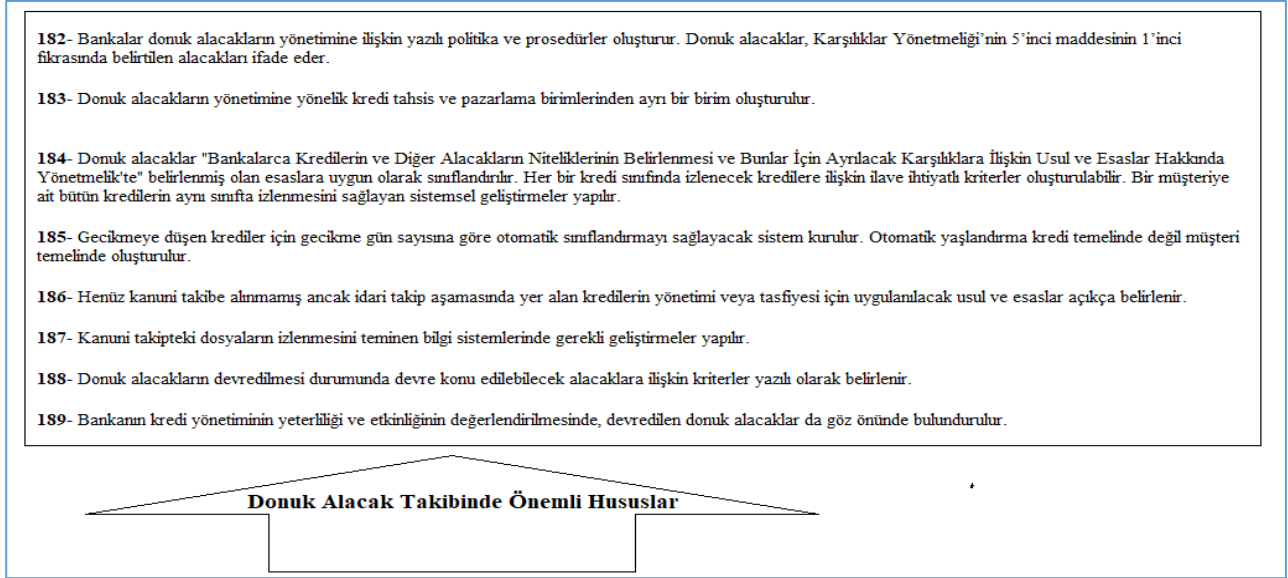 182- Bankalar donuk alacakların yönetimine ilişkin yazılı politika ve prosedürler oluşturur. Donuk alacaklar, Karşılıklar Yönetmeliği’nin 5’inci maddesinin 1’inci
fıkrasında belirtilen alacakları ifade eder.
183- Donuk alacakların yönetimine yönelik kredi tahsis ve pazarlama birimlerinden ayrı bir birim oluşturulur.
184- Donuk alacaklar "Bankalarca Kredilerin ve Diğer Alacakların Niteliklerinin Belirlenmesi ve Bunlar İçin Ayrılacak Karşılıklara İlişkin Usul ve Esaslar Hakkında
Yönetmelik'te" belirlenmiş olan esaslara uygun olarak sınıflandırılır. Her bir kredi sınıfında izlenecek kredilere ilişkin ilave ihtiyatlı kriterler oluşturulabilir. Bir müşteriye
ait bütün kredilerin aynı sınıfta izlenmesini sağlayan sistemsel geliştirmeler yapılır.
185- Gecikmeye düşen krediler için gecikme gün sayısına göre otomatik sınıflandırmayı sağlayacak sistem kurulur. Otomatik yaşlandırma kredi temelinde değil müşteri
temelinde oluşturulur.
186- Henüz kanuni takibe alınmamış ancak idari takip aşamasında yer alan kredilerin yönetimi veya tasfiyesi için uygulanılacak usul ve esaslar açıkça belirlenir.
187- Kanuni takipteki dosyaların izlenmesini teminen bilgi sistemlerinde gerekli geliştirmeler yapılır.
188- Donuk alacakların devredilmesi durumunda devre konu edilebilecek alacaklara ilişkin kriterler yazılı olarak belirlenir.
189- Bankanın kredi yönetiminin yeterliliği ve etkinliğinin değerlendirilmesinde, devredilen donuk alacaklar da göz önünde bulundurulur.
Donuk Alacak Takibinde Önemli Hususlar